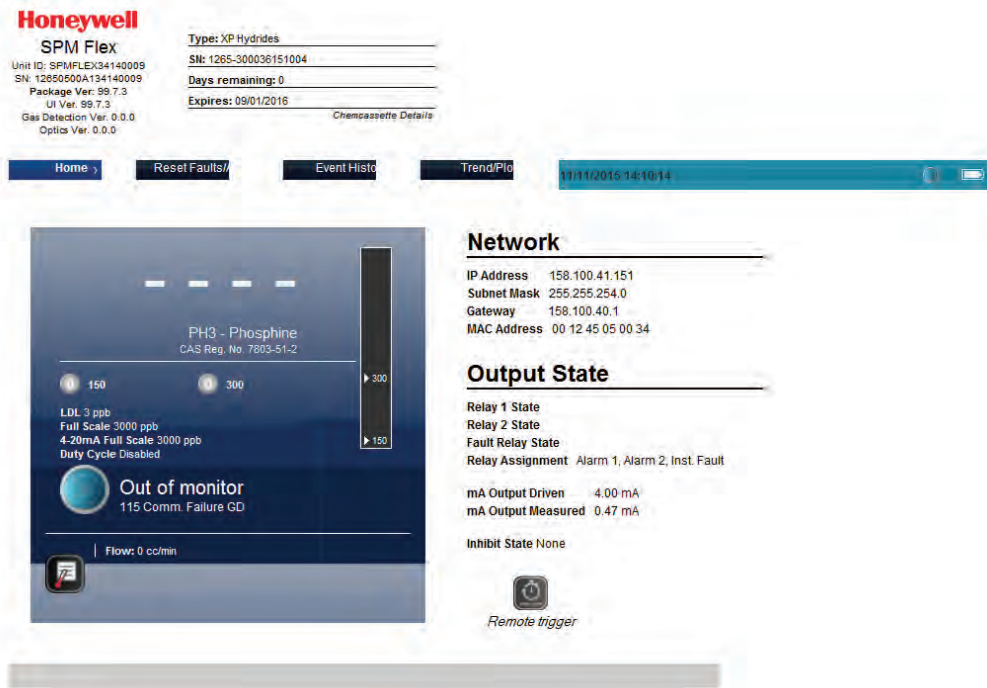 Honeywell
SPM Flex
Unit ID: SPMFLEX34140009
SN: 12650500A134140009
Package Ver: 99.7.3
UI Ver. 99.7.3
Gas Detection Ver. 0.0.0
Optics Ver. 0.0.0
Type: XP Hydrides
SN: 1265-300036151004
Days remaining: 0
Expires: 09/01/2016
Chemcassette Details
Home >
Reset Faults/
Event Histo
Trend/Plo
11/11/2015 14:10:14
- - - -
PH3 - Phosphine
CAS Reg. No. 7803-51-2
150
300
300
150
LDL 3 ppb
Full Scale 3000 ppb
4-20mA Full Scale 3000 ppb
Duty Cycle Disabled
Out of monitor
115 Comm. Failure GD
Flow: 0 cc/min
Network
IP Address 158.100.41.151
Subnet Mask 255.255.254.0
Gateway 158.100.40.1
MAC Address 00 12 45 05 00 34
Output State
Relay 1 State
Relay 2 State
Fault Relay State
Relay Assignment Alarm 1, Alarm 2, Inst. Fault
mA Output Driven 4.00 mA
mA Output Measured 0.47 mA
Inhibit State None
Remote trigger